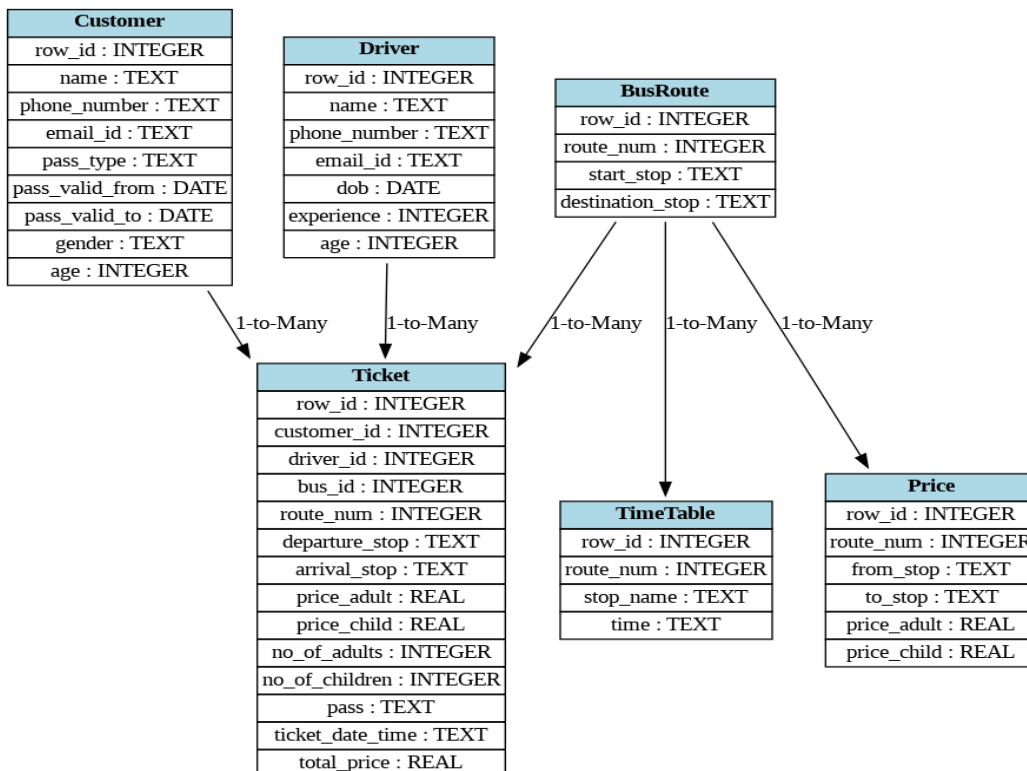 Customer
row_id : INTEGER
name : TEXT
phone_number : TEXT
email_id : TEXT
pass_type : TEXT
pass_valid_from : DATE
pass_valid_to : DATE
gender : TEXT
age : INTEGER
Driver
row_id : INTEGER
name : TEXT
phone_number : TEXT
email_id : TEXT
dob : DATE
experience : INTEGER
age : INTEGER
BusRoute
row_id : INTEGER
route_num : INTEGER
start_stop : TEXT
destination_stop : TEXT
1-to-Many
1-to-Many
1-to-Many
1-to-Many
1-to-Many
Ticket
row_id : INTEGER
customer_id : INTEGER
driver_id : INTEGER
bus_id : INTEGER
route_num : INTEGER
departure_stop : TEXT
arrival_stop : TEXT
price_adult : REAL
price_child : REAL
no_of_adults : INTEGER
no_of_children : INTEGER
pass : TEXT
ticket_date_time : TEXT
total_price : REAL
TimeTable
row_id : INTEGER
route_num : INTEGER
stop_name : TEXT
time : TEXT
Price
row_id : INTEGER
route_num : INTEGER
from_stop : TEXT
to_stop : TEXT
price_adult : REAL
price_child : REAL